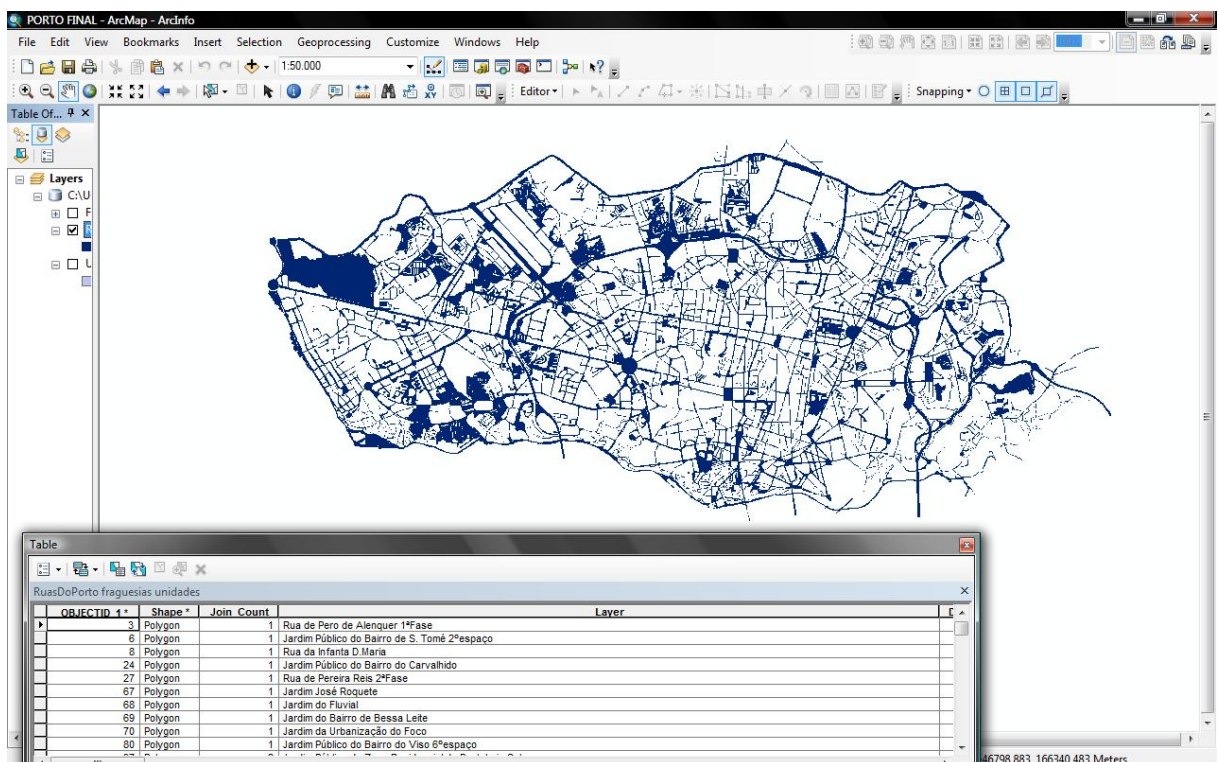 PORTO FINAL - ArcMap - ArcInfo
File Edit View Bookmarks Insert Selection Geoprocessing Customize Windows Help
1:50.000
Editor Snapping
Table Of...
Layers
C:\U
F
R
U
Table
RuasDoPorto fraguesias unidades
OBJECTID_1 * Shape * Join_Count Layer
3 Polygon 1 Rua de Pero de Alenquer 1ªFase
6 Polygon 1 Jardim Público do Bairro de S. Tomé 2ºespaço
8 Polygon 1 Rua da Infanta D.Maria
24 Polygon 1 Jardim Público do Bairro do Carvalhido
27 Polygon 1 Rua de Pereira Reis 2ªFase
67 Polygon 1 Jardim José Roquete
68 Polygon 1 Jardim do Fluvial
69 Polygon 1 Jardim do Bairro de Bessa Leite
70 Polygon 1 Jardim da Urbanização do Foco
80 Polygon 1 Jardim Público do Bairro do Viso 6ºespaço
46798,883 166340,483 Meters